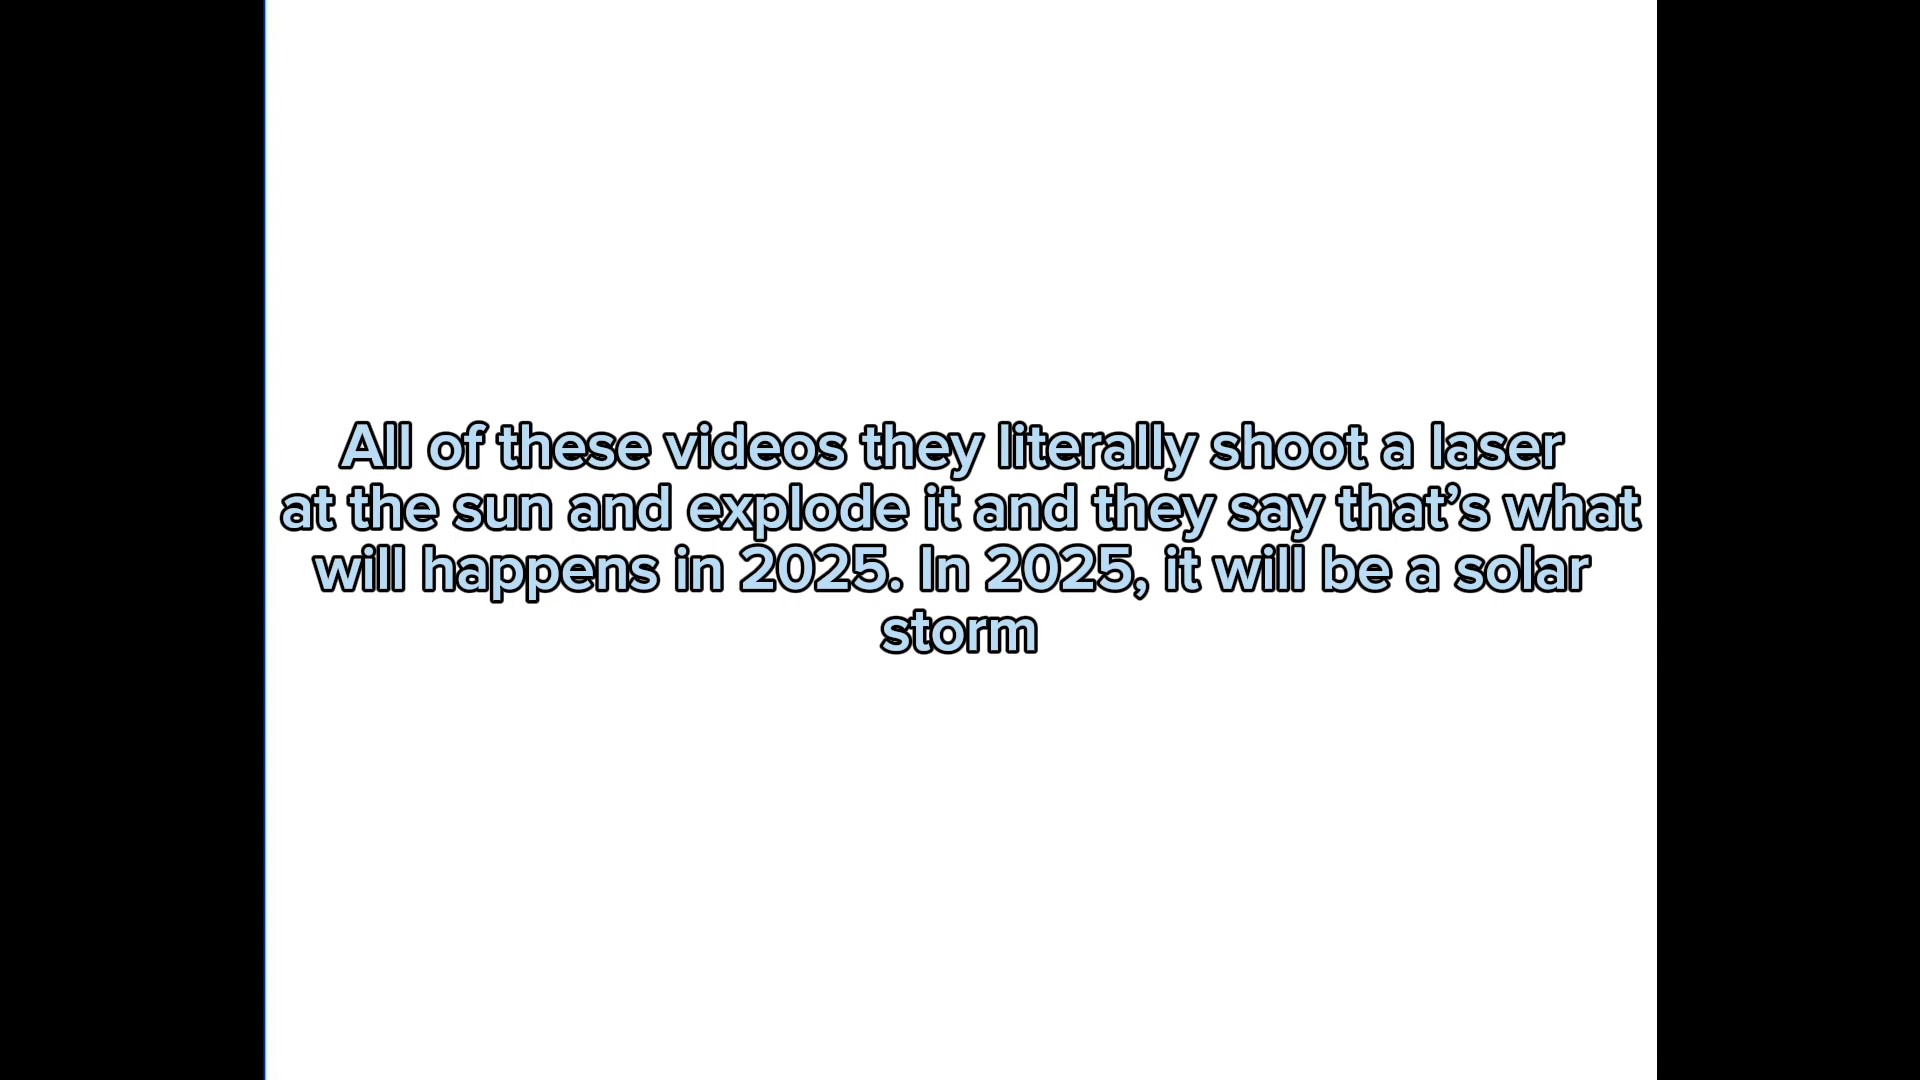 All of these videos they literally shoot a laser
at the sun and explode it and they say that’s what
will happens in 2025. In 2025, it will be a solar
storm